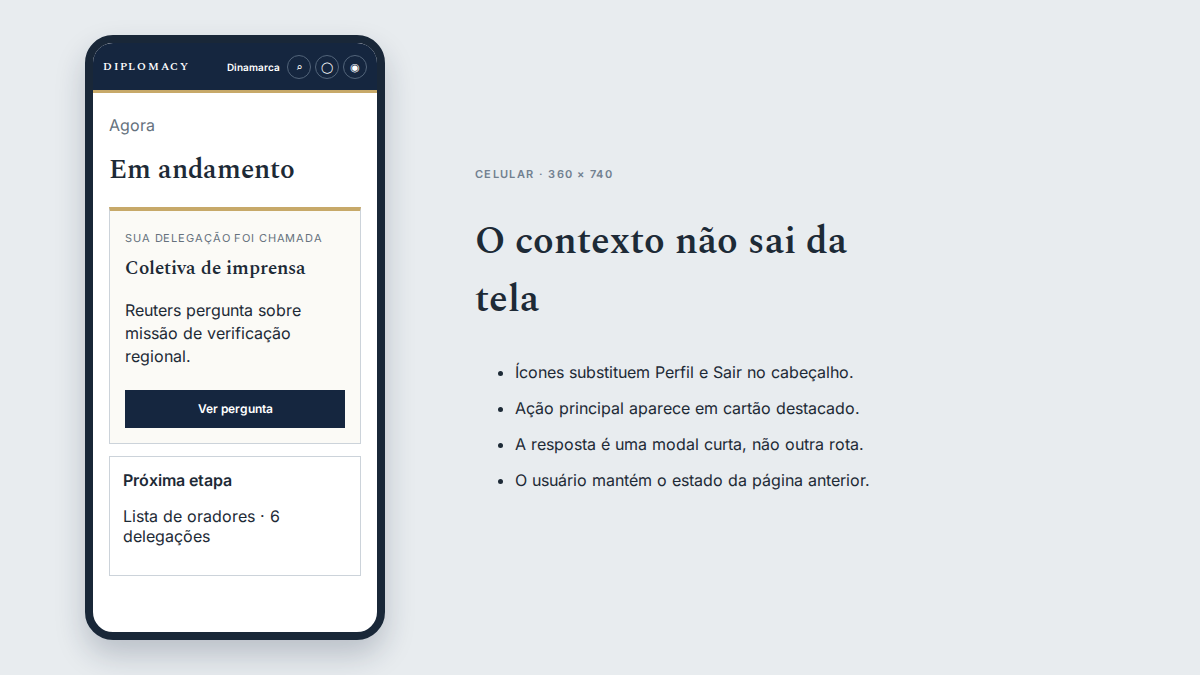 DIPLOMACY
Dinamarca
Agora
Em andamento
SUA DELEGAÇÃO FOI CHAMADA
Coletiva de imprensa
Reuters pergunta sobre
missão de verificação
regional.
Ver pergunta
Próxima etapa
Lista de oradores · 6
delegações
CELULAR · 360 × 740
O contexto não sai da
tela
• Ícones substituem Perfil e Sair no cabeçalho.
• Ação principal aparece em cartão destacado.
• A resposta é uma modal curta, não outra rota.
• O usuário mantém o estado da página anterior.